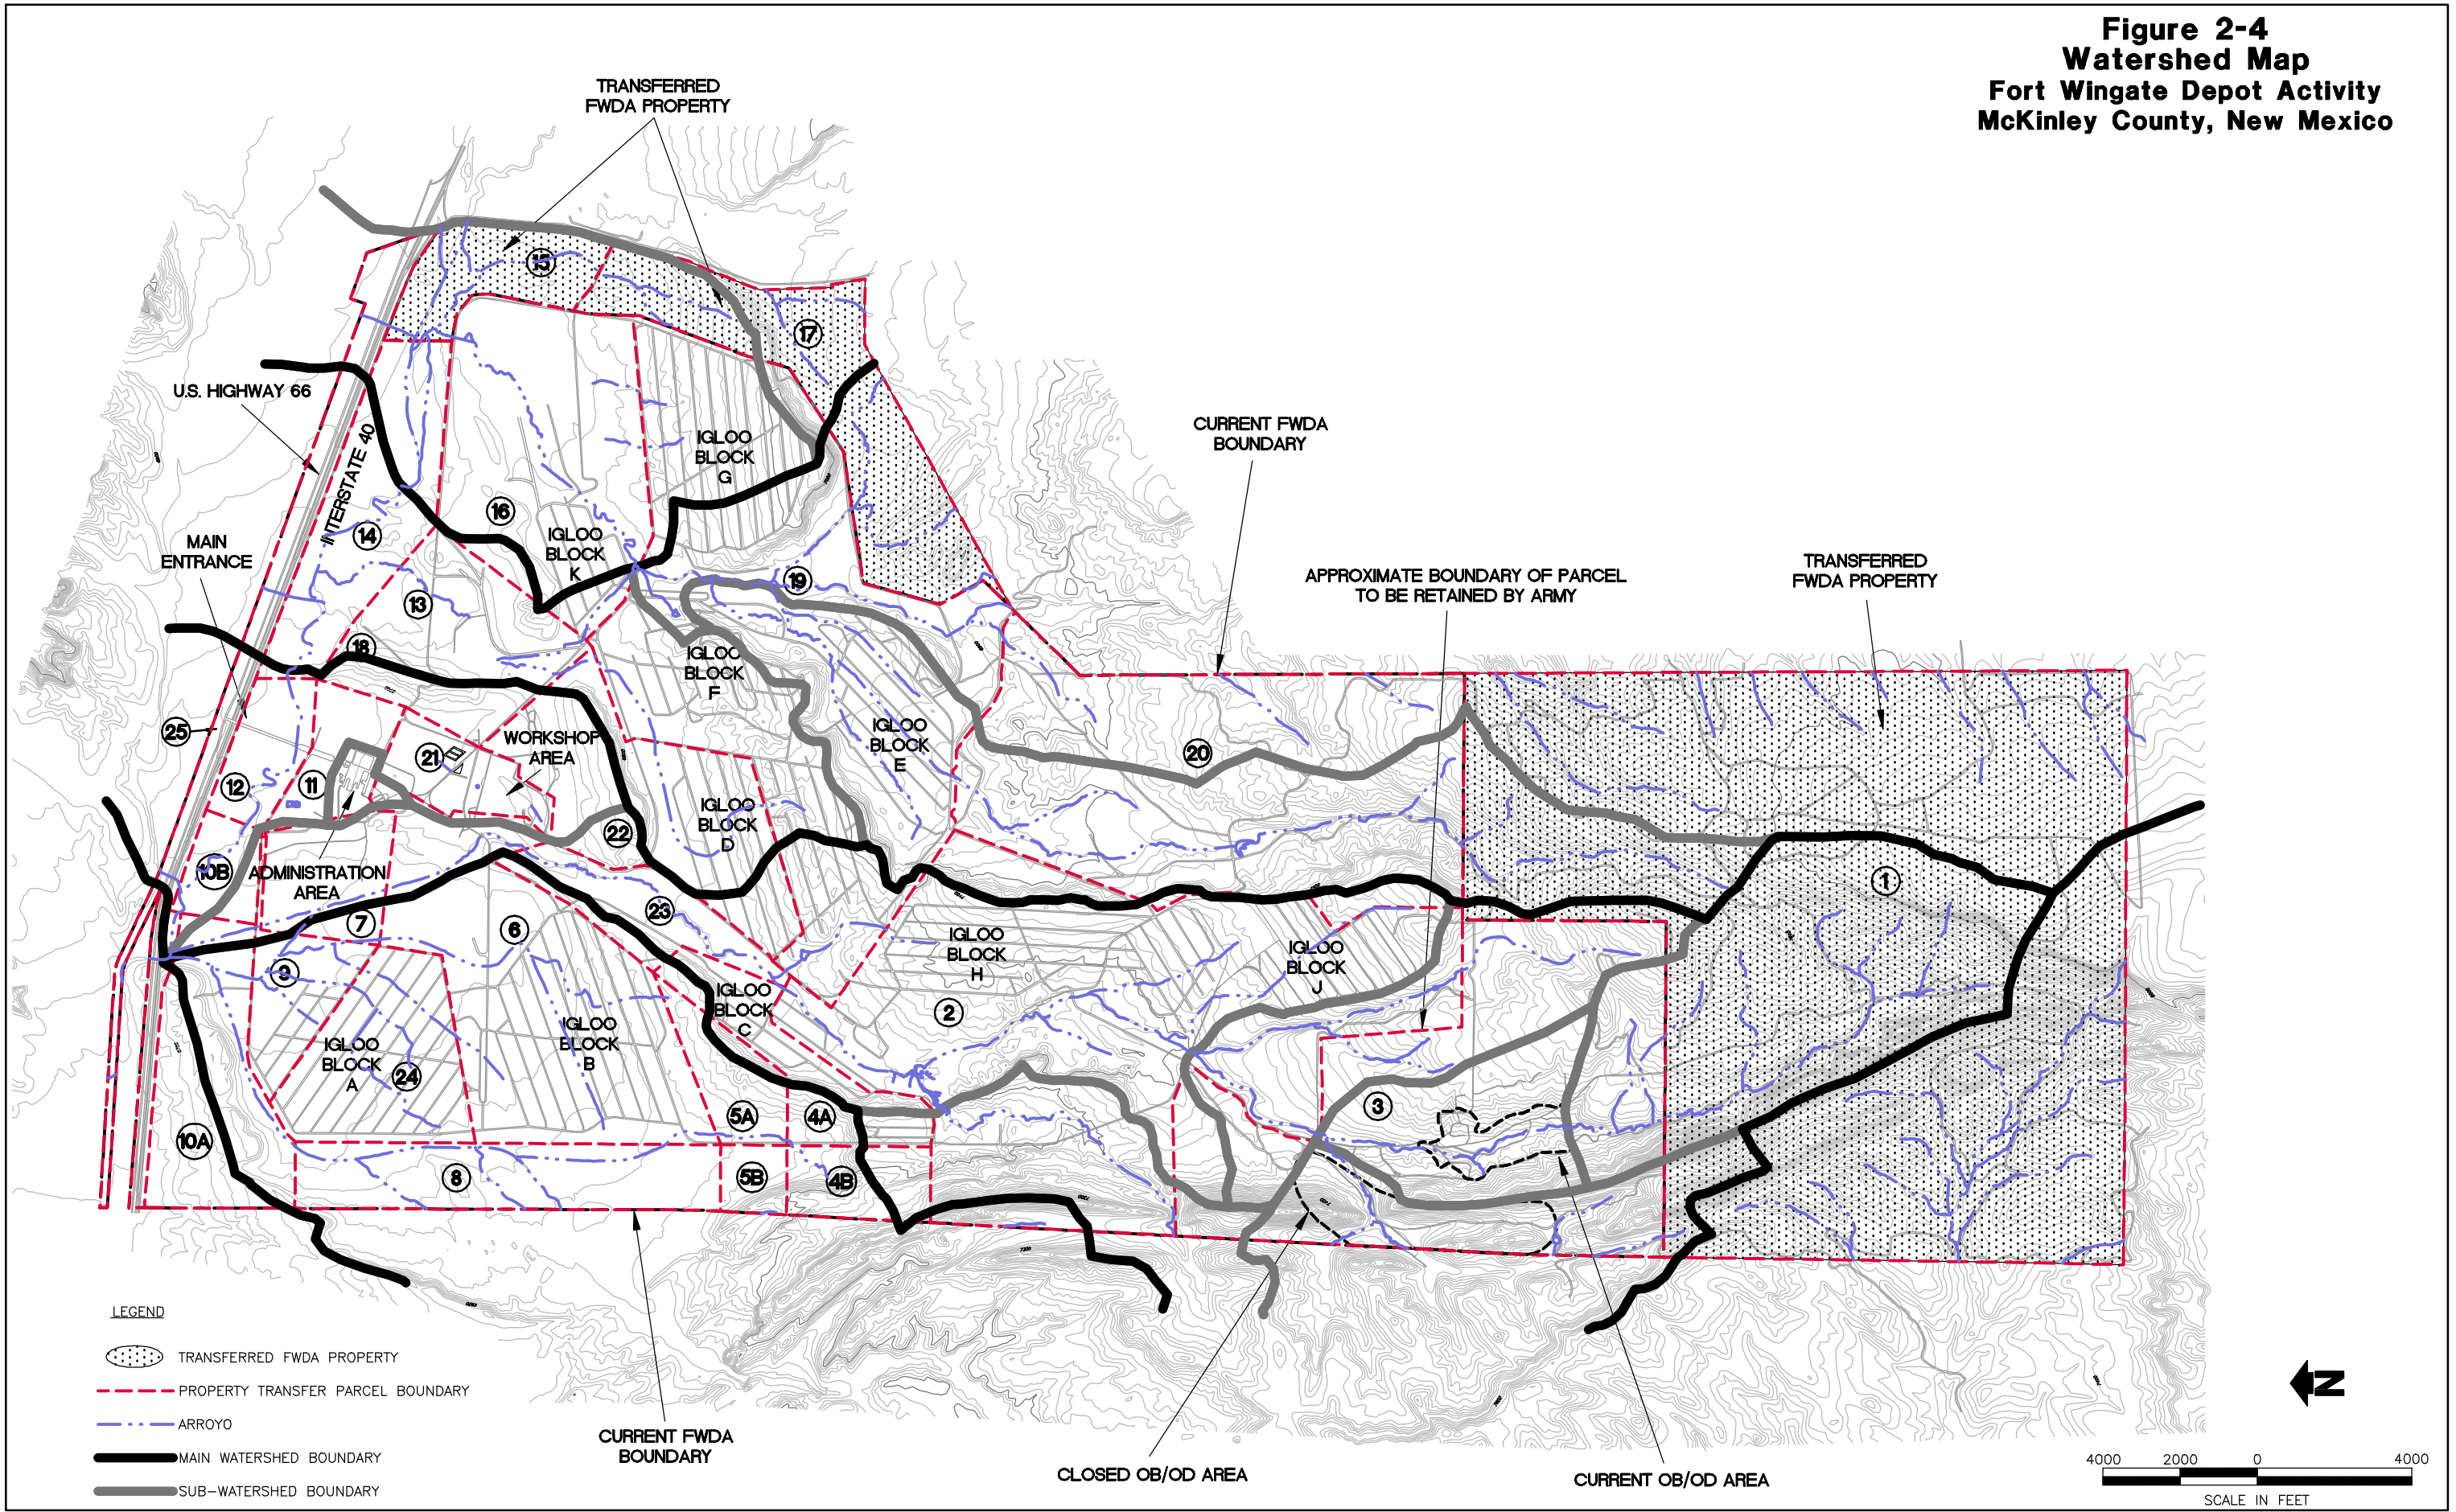 Figure 2-4
Watershed Map
Fort Wingate Depot Activity
McKinley County, New Mexico
TRANSFERRED
FWDA PROPERTY
15
17
U.S. HIGHWAY 66
INTERSTATE 40
CURRENT FWDA
BOUNDARY
IGLOO
BLOCK
G
16
14
MAIN
ENTRANCE
IGLOO
BLOCK
K
19
13
APPROXIMATE BOUNDARY OF PARCEL
TO BE RETAINED BY ARMY
TRANSFERRED
FWDA PROPERTY
18
IGLOO
BLOCK
F
25
21
WORKSHOP
AREA
IGLOO
BLOCK
E
20
12
11
IGLOO
BLOCK
D
22
10B
ADMINISTRATION
AREA
1
7
6
23
9
IGLOO
BLOCK
H
IGLOO
BLOCK
J
2
IGLOO
BLOCK
C
IGLOO
BLOCK
B
IGLOO
BLOCK
A
24
3
5A
4A
10A
8
5B
4B
7200
LEGEND
TRANSFERRED FWDA PROPERTY
PROPERTY TRANSFER PARCEL BOUNDARY
ARROYO
MAIN WATERSHED BOUNDARY
SUB-WATERSHED BOUNDARY
CURRENT FWDA
BOUNDARY
CLOSED OB/OD AREA
CURRENT OB/OD AREA
N
4000 2000 0 4000
SCALE IN FEET